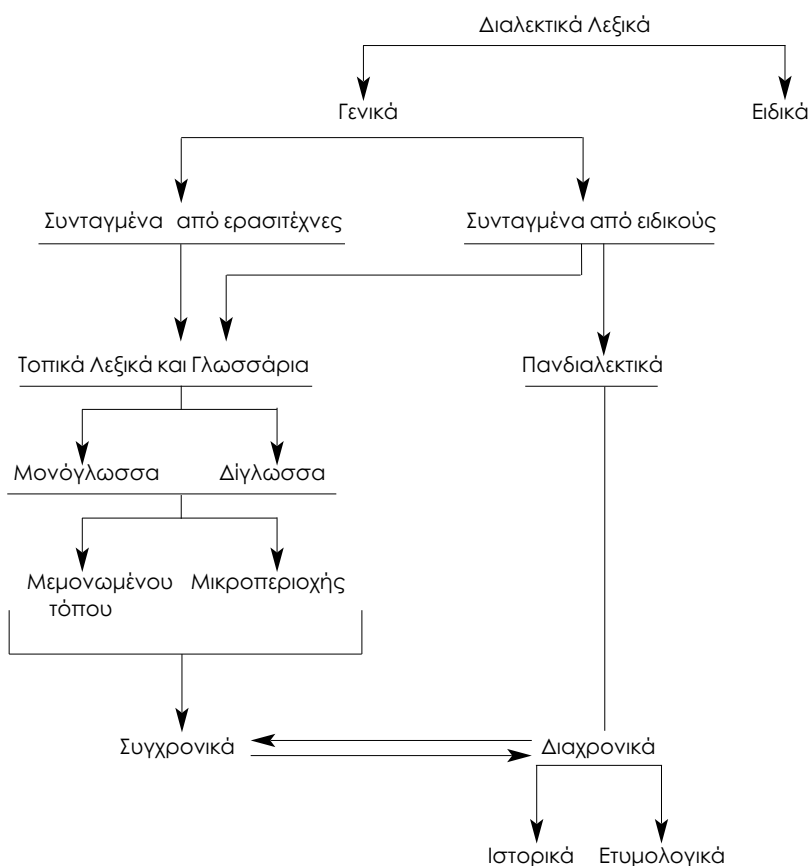 Διαλεκτικά Λεξικά
Γενικά
Ειδικά
Συνταγμένα από ερασιτέχνες
Συνταγμένα από ειδικούς
Τοπικά Λεξικά και Γλωσσάρια
Πανδιαλεκτικά
Μονόγλωσσα
Δίγλωσσα
Μεμονωμένου
τόπου
Μικροπεριοχής
Συγχρονικά
Διαχρονικά
Ιστορικά
Ετυμολογικά